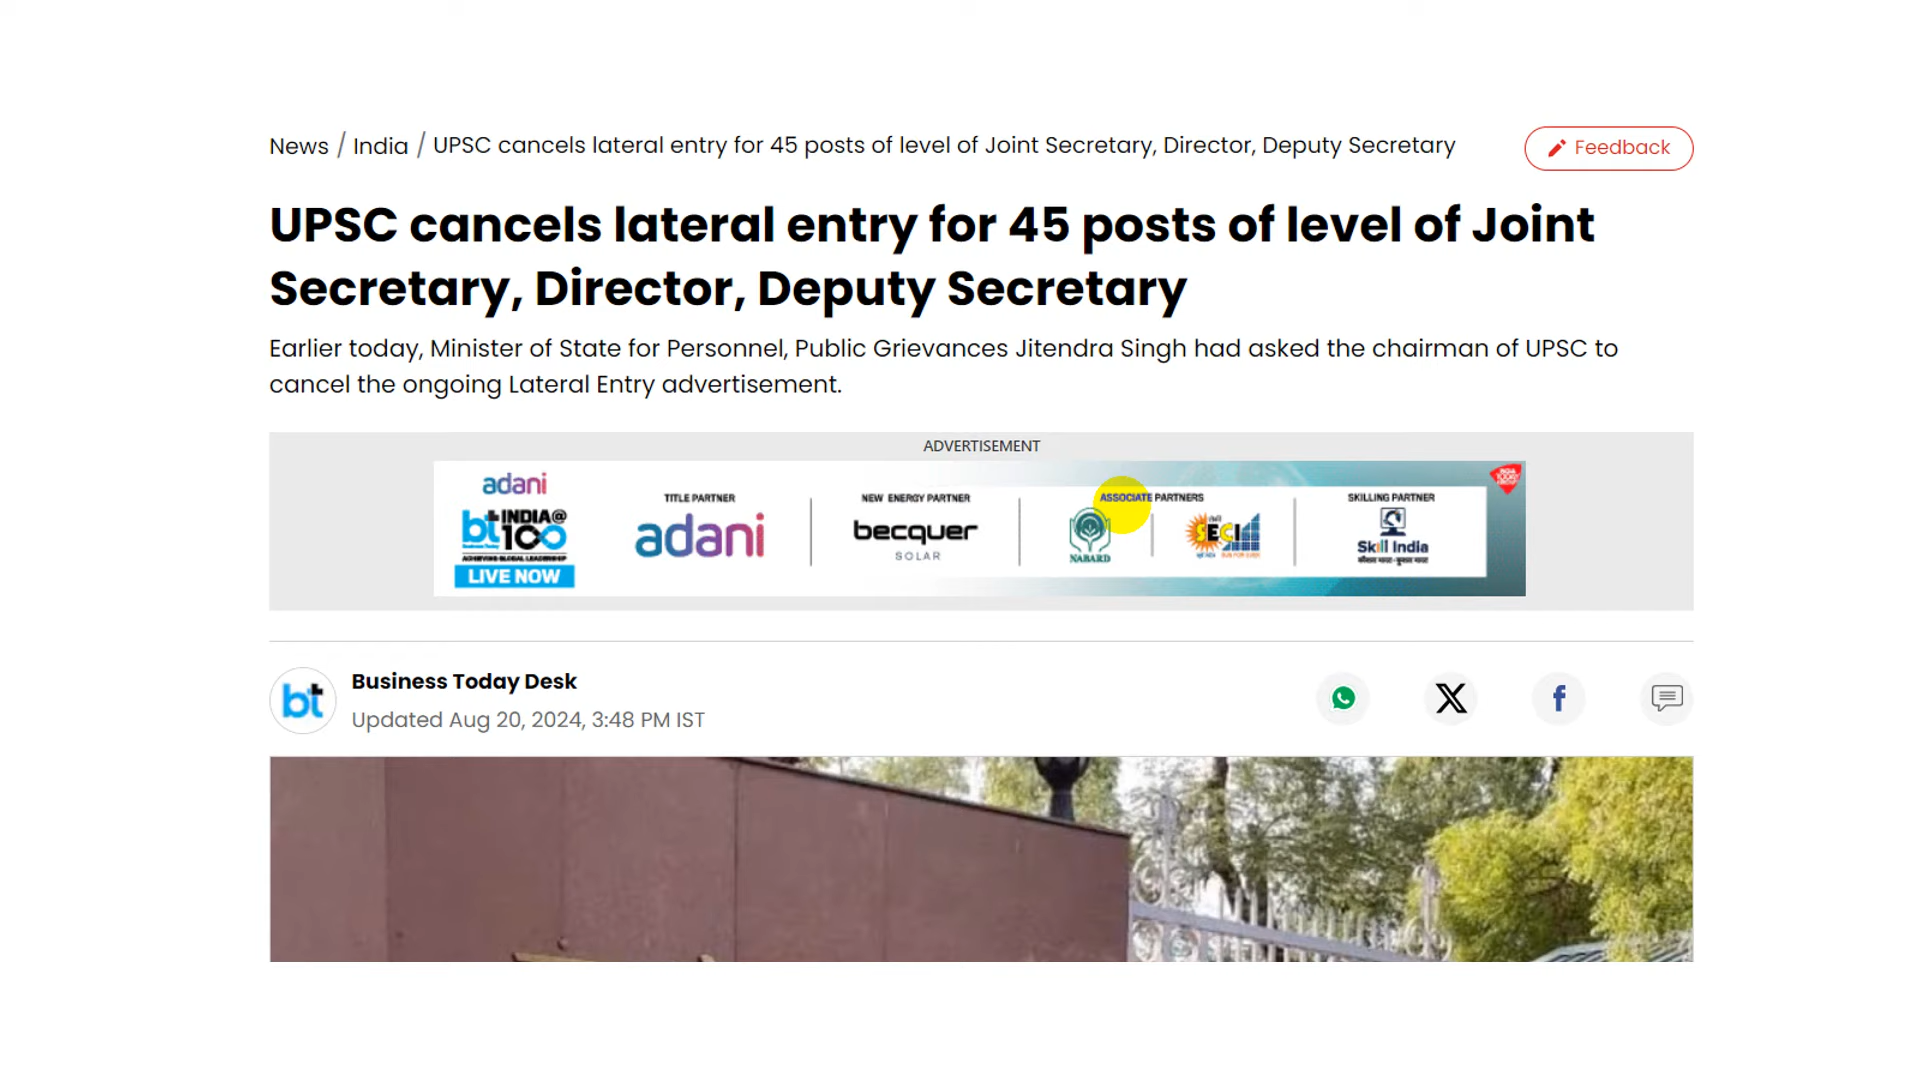 News / India / UPSC cancels lateral entry for 45 posts of level of Joint Secretary, Director, Deputy Secretary
Feedback
UPSC cancels lateral entry for 45 posts of level of Joint
Secretary, Director, Deputy Secretary
Earlier today, Minister of State for Personnel, Public Grievances Jitendra Singh had asked the chairman of UPSC to
cancel the ongoing Lateral Entry advertisement.
ADVERTISEMENT
adani
bt INDIA@
100
ACHIEVING GLOBAL LEADERSHIP
LIVE NOW
TITLE PARTNER
adani
NEW ENERGY PARTNER
becquer
SOLAR
ASSOCIATE PARTNERS
NABARD
SECI
SKILLING PARTNER
Skill India
bt
Business Today Desk
Updated Aug 20, 2024, 3:48 PM IST